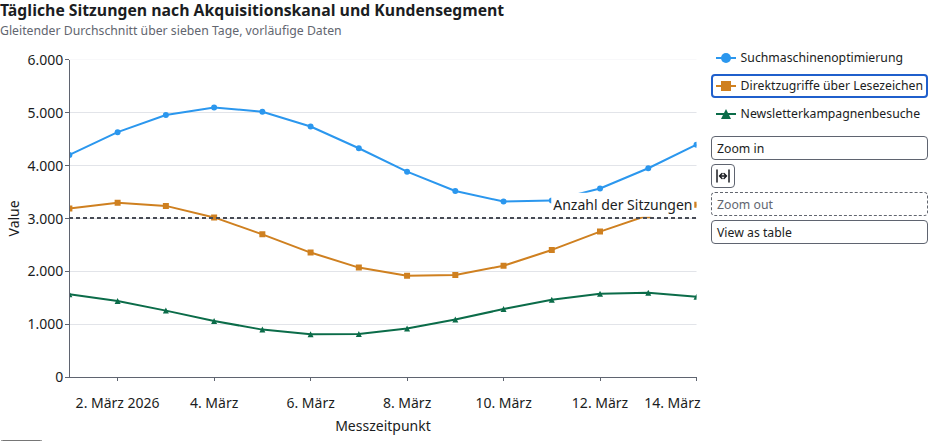 Tägliche Sitzungen nach Akquisitionskanal und Kundensegment
Gleitender Durchschnitt über sieben Tage, vorläufige Daten
6.000
5.000
4.000
3.000
2.000
1.000
0
Value
Anzahl der Sitzungen
2. März 2026
4. März
6. März
8. März
10. März
12. März
14. März
Messzeitpunkt
Suchmaschinenoptimierung
Direktzugriffe über Lesezeichen
Newsletterkampagnenbesuche
Zoom in
Zoom out
View as table